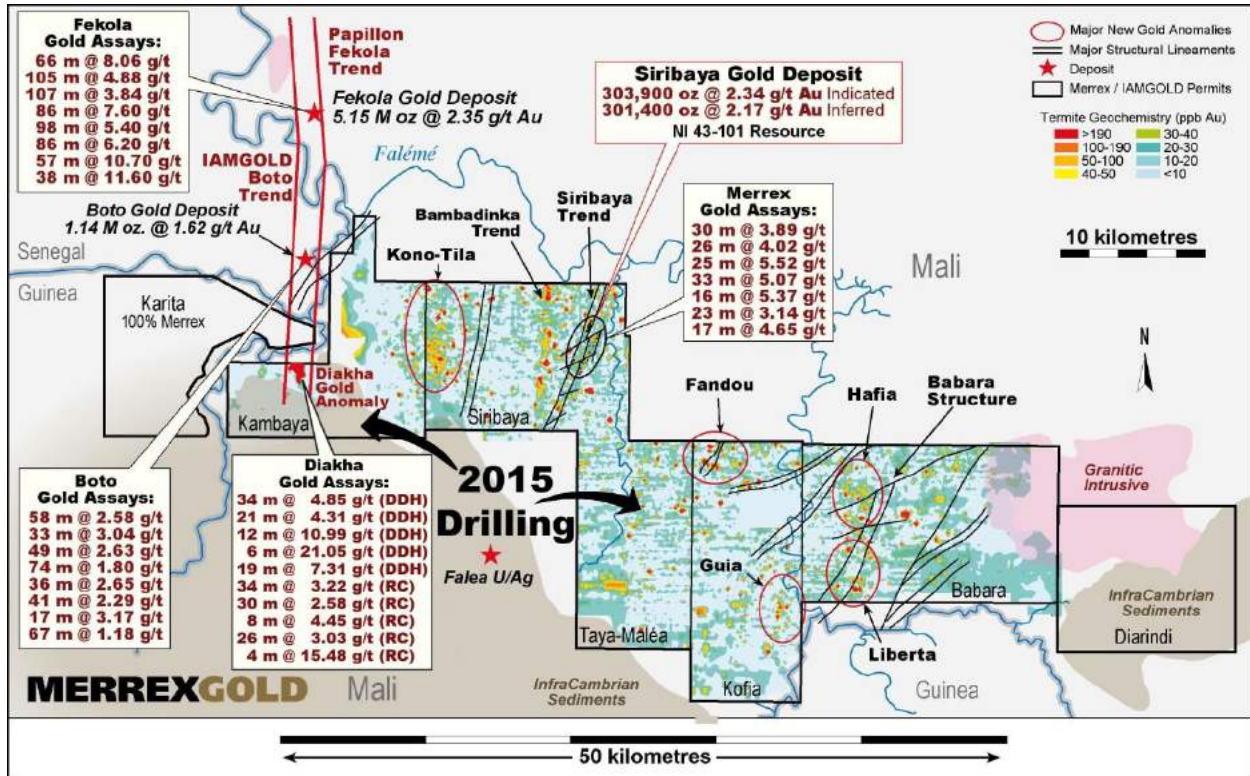 Fekola
Gold Assays:
66 m @ 8.06 g/t
105 m @ 4.88 g/t
107 m @ 3.84 g/t
86 m @ 7.60 g/t
98 m @ 5.40 g/t
86 m @ 6.20 g/t
57 m @ 10.70 g/t
38 m @ 11.60 g/t
Papillon
Fekola
Trend
Fekola Gold Deposit
5.15 M oz @ 2.35 g/t Au
IAMGOLD
Boto
Trend
Boto Gold Deposit
1.14 M oz. @ 1.62 g/t Au
Falémé
Siribaya Gold Deposit
303,900 oz @ 2.34 g/t Au Indicated
301,400 oz @ 2.17 g/t Au Inferred
NI 43-101 Resource
Major New Gold Anomalies
Major Structural Lineaments
Deposit
Merrex / IAMGOLD Permits
Termite Geochemistry (ppb Au)
>190
100-190
50-100
40-50
30-40
20-30
10-20
<10
10 kilometres
N
Merrex
Gold Assays:
30 m @ 3.89 g/t
26 m @ 4.02 g/t
25 m @ 5.52 g/t
33 m @ 5.07 g/t
16 m @ 5.37 g/t
23 m @ 3.14 g/t
17 m @ 4.65 g/t
Siribaya
Trend
Bambadinka
Trend
Kono-Tila
Senegal
Guinea
Mali
Karita
100% Merrex
Diakha
Gold
Anomaly
Kambaya
Siribaya
Fandou
Hafia
Babara
Structure
Granitic
Intrusive
2015
Drilling
Falea U/Ag
Boto
Gold Assays:
58 m @ 2.58 g/t
33 m @ 3.04 g/t
49 m @ 2.63 g/t
74 m @ 1.80 g/t
36 m @ 2.65 g/t
41 m @ 2.29 g/t
17 m @ 3.17 g/t
67 m @ 1.18 g/t
Diakha
Gold Assays:
34 m @ 4.85 g/t (DDH)
21 m @ 4.31 g/t (DDH)
12 m @ 10.99 g/t (DDH)
6 m @ 21.05 g/t (DDH)
19 m @ 7.31 g/t (DDH)
34 m @ 3.22 g/t (RC)
30 m @ 2.58 g/t (RC)
8 m @ 4.45 g/t (RC)
26 m @ 3.03 g/t (RC)
4 m @ 15.48 g/t (RC)
Guia
Babara
InfraCambrian
Sediments
Diarindi
Taya-Maléa
Liberta
Kofia
Guinea
InfraCambrian
Sediments
MERREXGOLD
Mali
50 kilometres